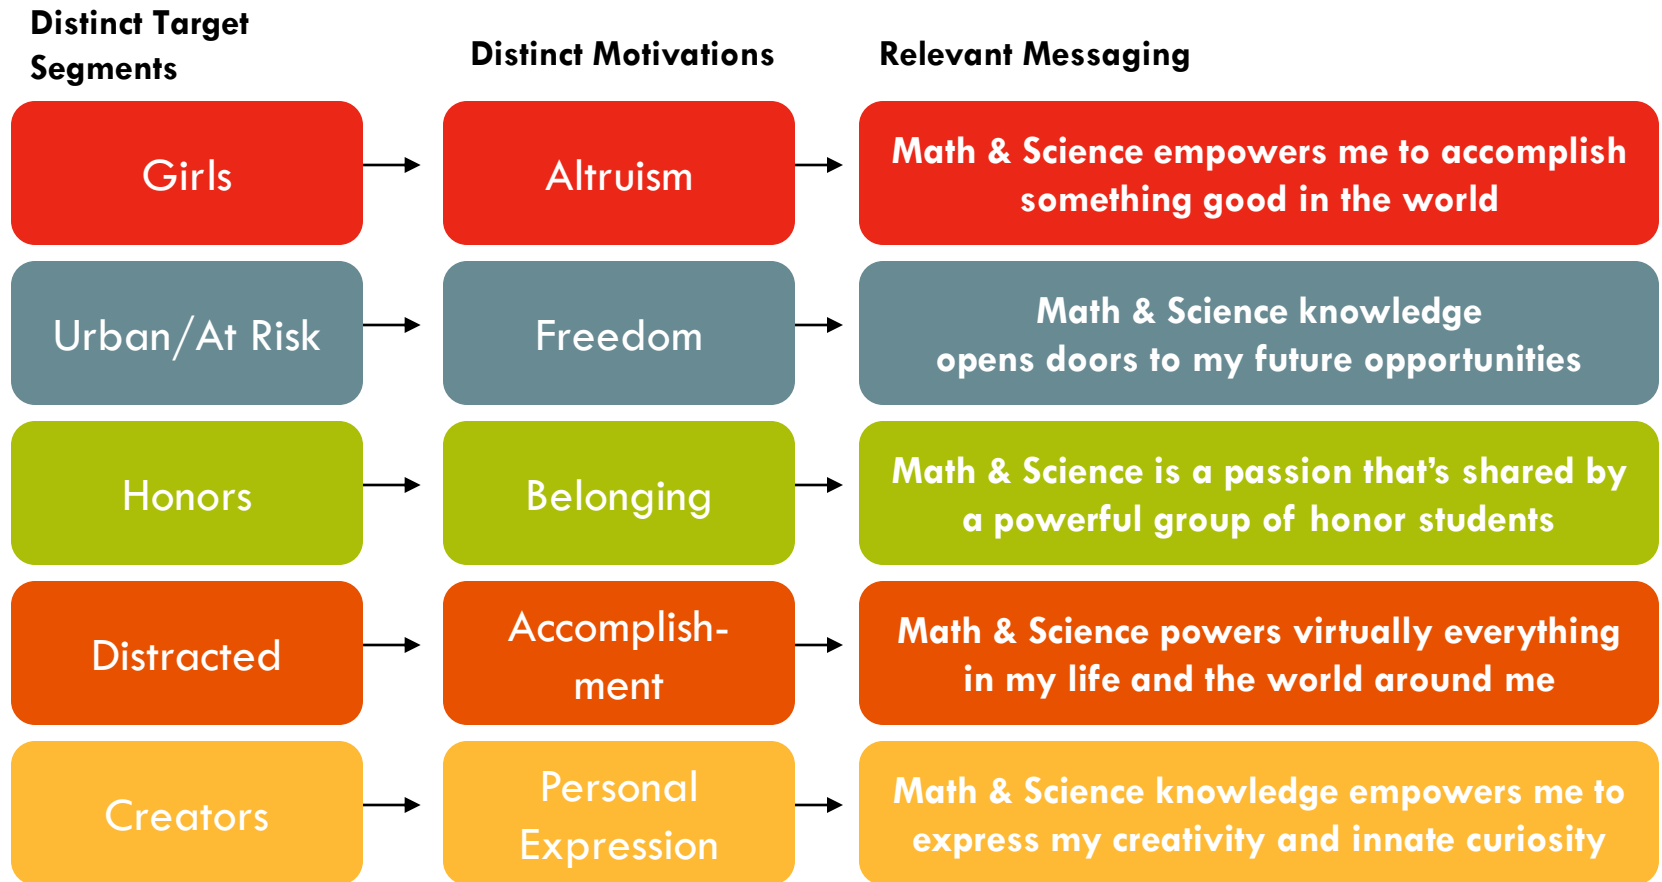 Distinct Target
Segments
Distinct Motivations
Relevant Messaging
Girls
Altruism
Math & Science empowers me to accomplish
something good in the world
Urban/At Risk
Freedom
Math & Science knowledge
opens doors to my future opportunities
Honors
Belonging
Math & Science is a passion that’s shared by
a powerful group of honor students
Distracted
Accomplish-
ment
Math & Science powers virtually everything
in my life and the world around me
Creators
Personal
Expression
Math & Science knowledge empowers me to
express my creativity and innate curiosity